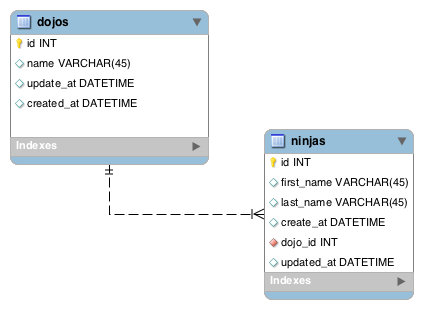 dojos
id INT
name VARCHAR(45)
update_at DATETIME
created_at DATETIME
Indexes
ninjas
id INT
first_name VARCHAR(45)
last_name VARCHAR(45)
create_at DATETIME
dojo_id INT
updated_at DATETIME
Indexes